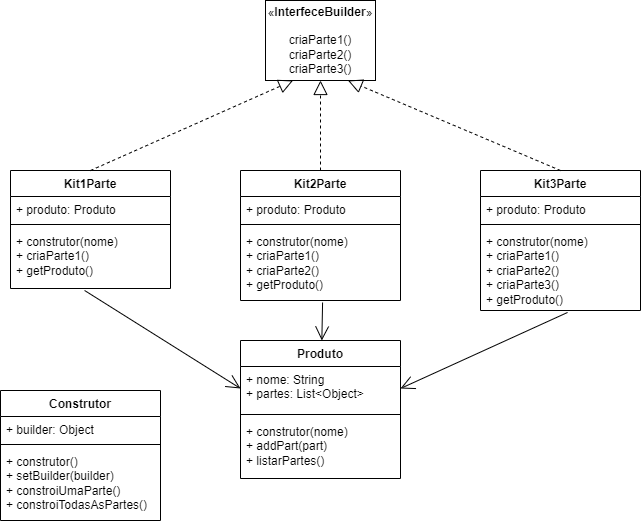 «InterfeceBuilder»
criaParte1()
criaParte2()
criaParte3()
Kit1Parte
+ produto: Produto
+ construtor(nome)
+ criaParte1()
+ getProduto()
Kit2Parte
+ produto: Produto
+ construtor(nome)
+ criaParte1()
+ criaParte2()
+ getProduto()
Kit3Parte
+ produto: Produto
+ construtor(nome)
+ criaParte1()
+ criaParte2()
+ criaParte3()
+ getProduto()
Produto
+ nome: String
+ partes: List<Object>
+ construtor(nome)
+ addPart(part)
+ listarPartes()
Construtor
+ builder: Object
+ construtor()
+ setBuilder(builder)
+ constroiUmaParte()
+ constroiTodasAsPartes()